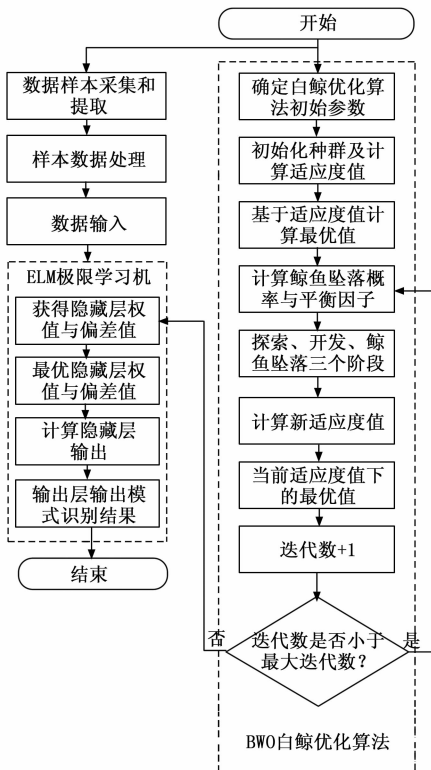 开始
数据样本采集和
提取
样本数据处理
数据输入
ELM极限学习机
获得隐藏层权
值与偏差值
最优隐藏层权
值与偏差值
计算隐藏层
输出
输出层输出模
式识别结果
结束
确定白鲸优化算
法初始参数
初始化种群及计
算适应度值
基于适应度值计
算最优值
计算鲸鱼坠落概
率与平衡因子
探索、开发、鲸
鱼坠落三个阶段
计算新适应度值
当前适应度值下
的最优值
迭代数+1
否
迭代数是否小于
最大迭代数？
是
BWO白鲸优化算法